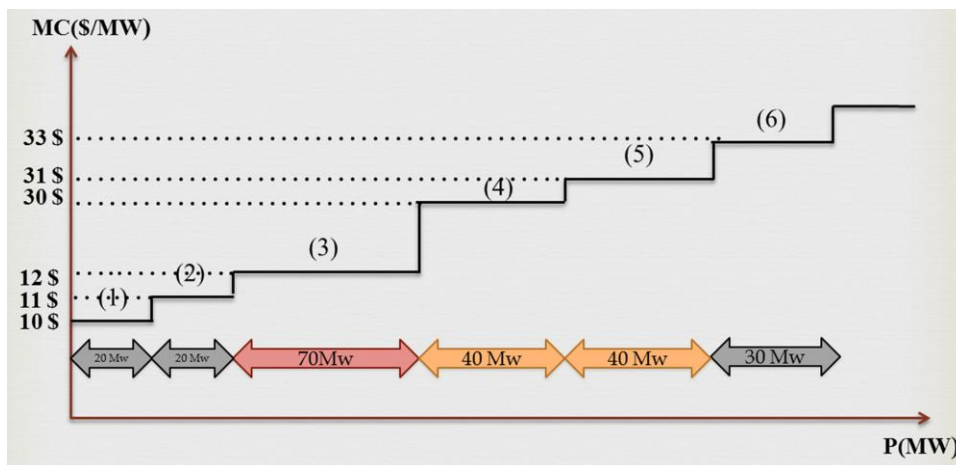 MC($/MW)
33 $
(6)
31 $
(5)
30 $
(4)
(3)
12 $
(2)
11 $
(1)
10 $
20 Mw
20 Mw
70Mw
40 Mw
40 Mw
30 Mw
P(MW)